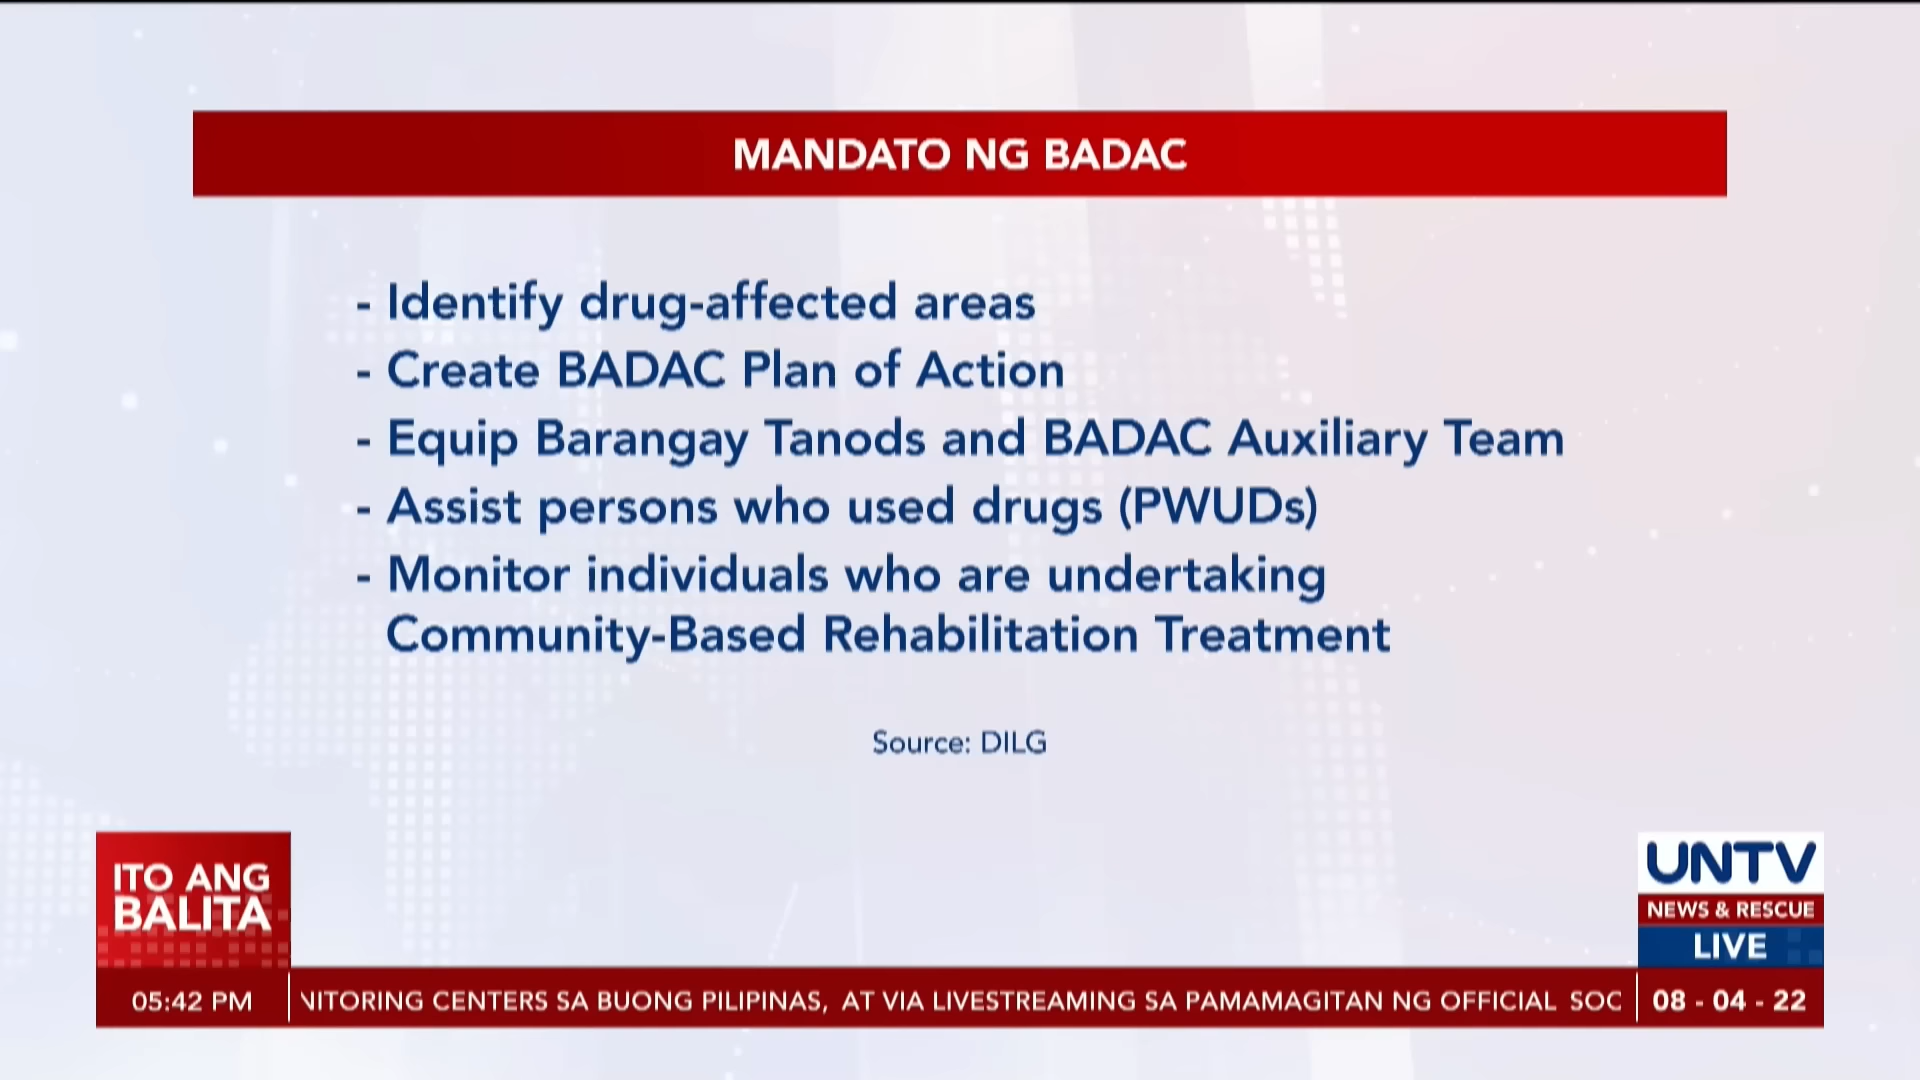 MANDATO NG BADAC
- Identify drug-affected areas
- Create BADAC Plan of Action
- Equip Barangay Tanods and BADAC Auxiliary Team
- Assist persons who used drugs (PWUDs)
- Monitor individuals who are undertaking
Community-Based Rehabilitation Treatment
Source: DILG
ITO ANG
BALITA
UNTV
NEWS & RESCUE
LIVE
05:42 PM
NITORING CENTERS SA BUONG PILIPINAS, AT VIA LIVESTREAMING SA PAMAMAGITAN NG OFFICIAL SOC
08 - 04 - 22